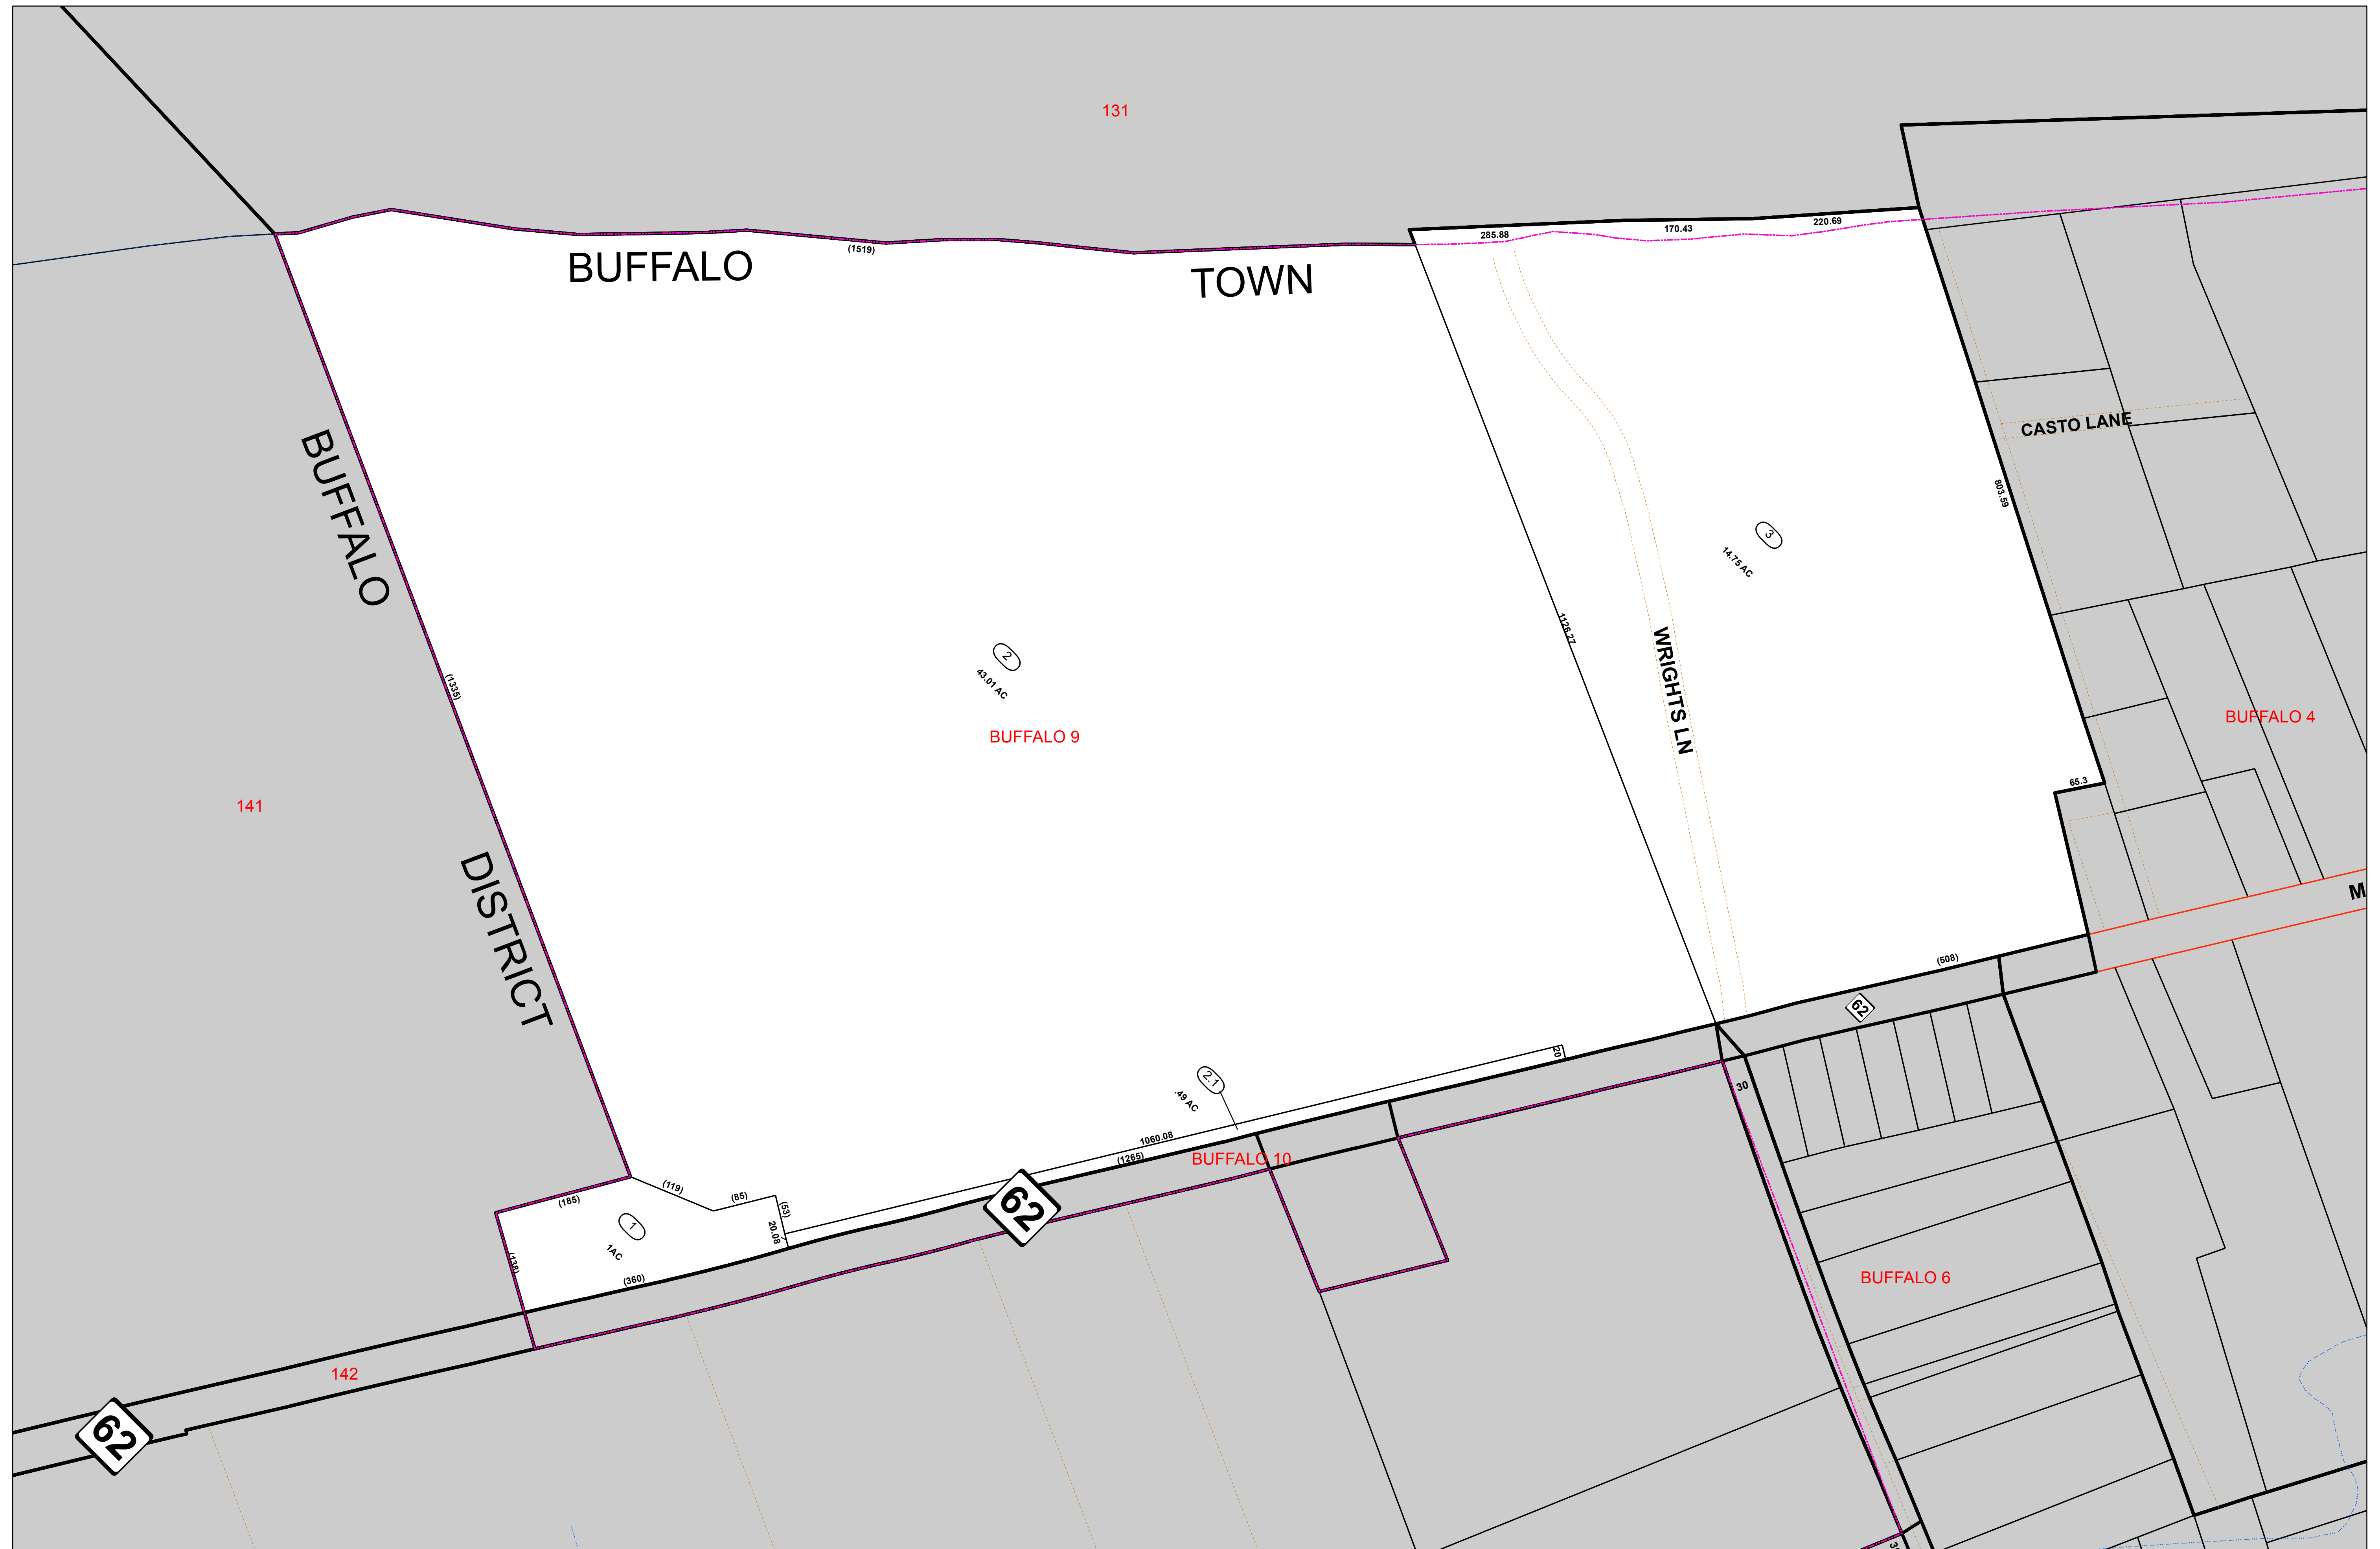 131
285.88
170.43
220.69
(1519)
BUFFALO
TOWN
CASTO LANE
BUFFALO
803.59
3
14.75 AC
1126.27
2
43.01 AC
(1335)
WRIGHTS LN
BUFFALO 4
BUFFALO 9
65.3
141
DISTRICT
(508)
62
20
2.1
.49 AC
30
1060.08
(1265)
BUFFALO 10
(119)
(85)
(53)
20.08
(185)
62
1
1AC
(138)
(360)
BUFFALO 6
142
62